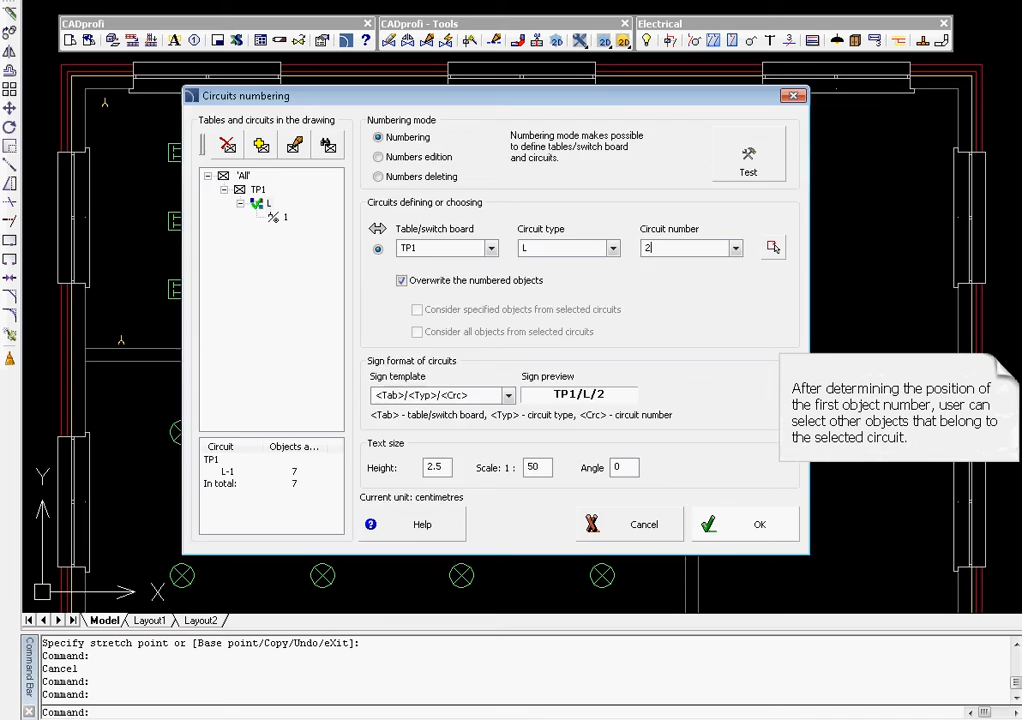 CADprofi
CADprofi - Tools
Electrical
Circuits numbering
Tables and circuits in the drawing
'All'
TP1
L
1
Circuit Objects a...
TP1
L-1 7
In total: 7
Numbering mode
Numbering
Numbers edition
Numbers deleting
Numbering mode makes possible
to define tables/switch board
and circuits.
Test
Circuits defining or choosing
Table/switch board Circuit type Circuit number
TP1 L 2
Overwrite the numbered objects
Consider specified objects from selected circuits
Consider all objects from selected circuits
Sign format of circuits
Sign template Sign preview
<Tab>/<Typ>/<Crc> TP1/L/2
<Tab> - table/switch board, <Typ> - circuit type, <Crc> - circuit number
Text size
Height: 2.5 Scale: 1 : 50 Angle 0
Current unit: centimetres
Help Cancel OK
After determining the position of
the first object number, user can
select other objects that belong to
the selected circuit.
Y
X
Model Layout1 Layout2
Command Bar
Specify stretch point or [Base point/Copy/Undo/eXit]:
Command:
Cancel
Command:
Command:
Command: